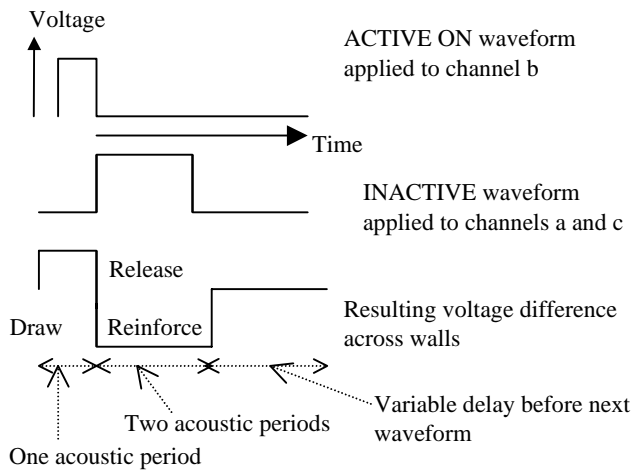 Voltage
ACTIVE ON waveform
applied to channel b
Time
INACTIVE waveform
applied to channels a and c
Release
Draw
Reinforce
Resulting voltage difference
across walls
Two acoustic periods
Variable delay before next
waveform
One acoustic period